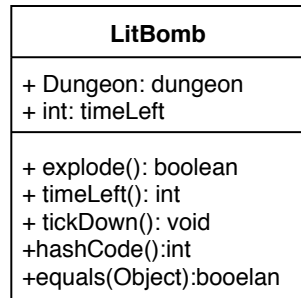 LitBomb
+ Dungeon: dungeon
+ int: timeLeft
+ explode(): boolean
+ timeLeft(): int
+ tickDown(): void
+hashCode():int
+equals(Object):booelan